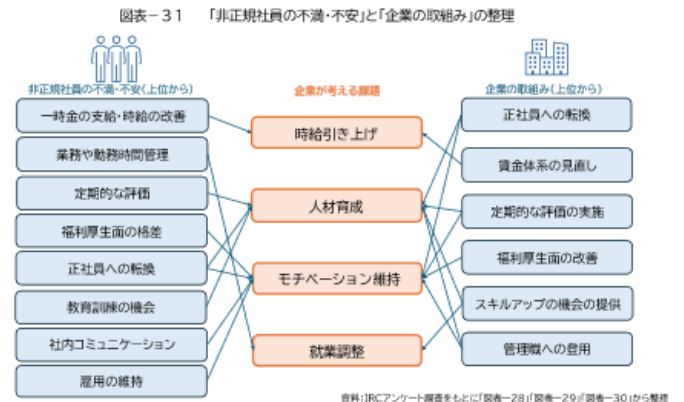 図表－31 「非正規社員の不満・不安」と「企業の取組み」の整理
非正規社員の不満・不安(上位から)
一時金の支給・時給の改善
業務や勤務時間管理
定期的な評価
福利厚生面の格差
正社員への転換
教育訓練の機会
社内コミュニケーション
雇用の維持
企業が考える課題
時給引き上げ
人材育成
モチベーション維持
就業調整
企業の取組み(上位から)
正社員への転換
賃金体系の見直し
定期的な評価の実施
福利厚生面の改善
スキルアップの機会の提供
管理職への登用
資料:IRCアンケート調査をもとに「図表－28」「図表－29」「図表－30」から整理